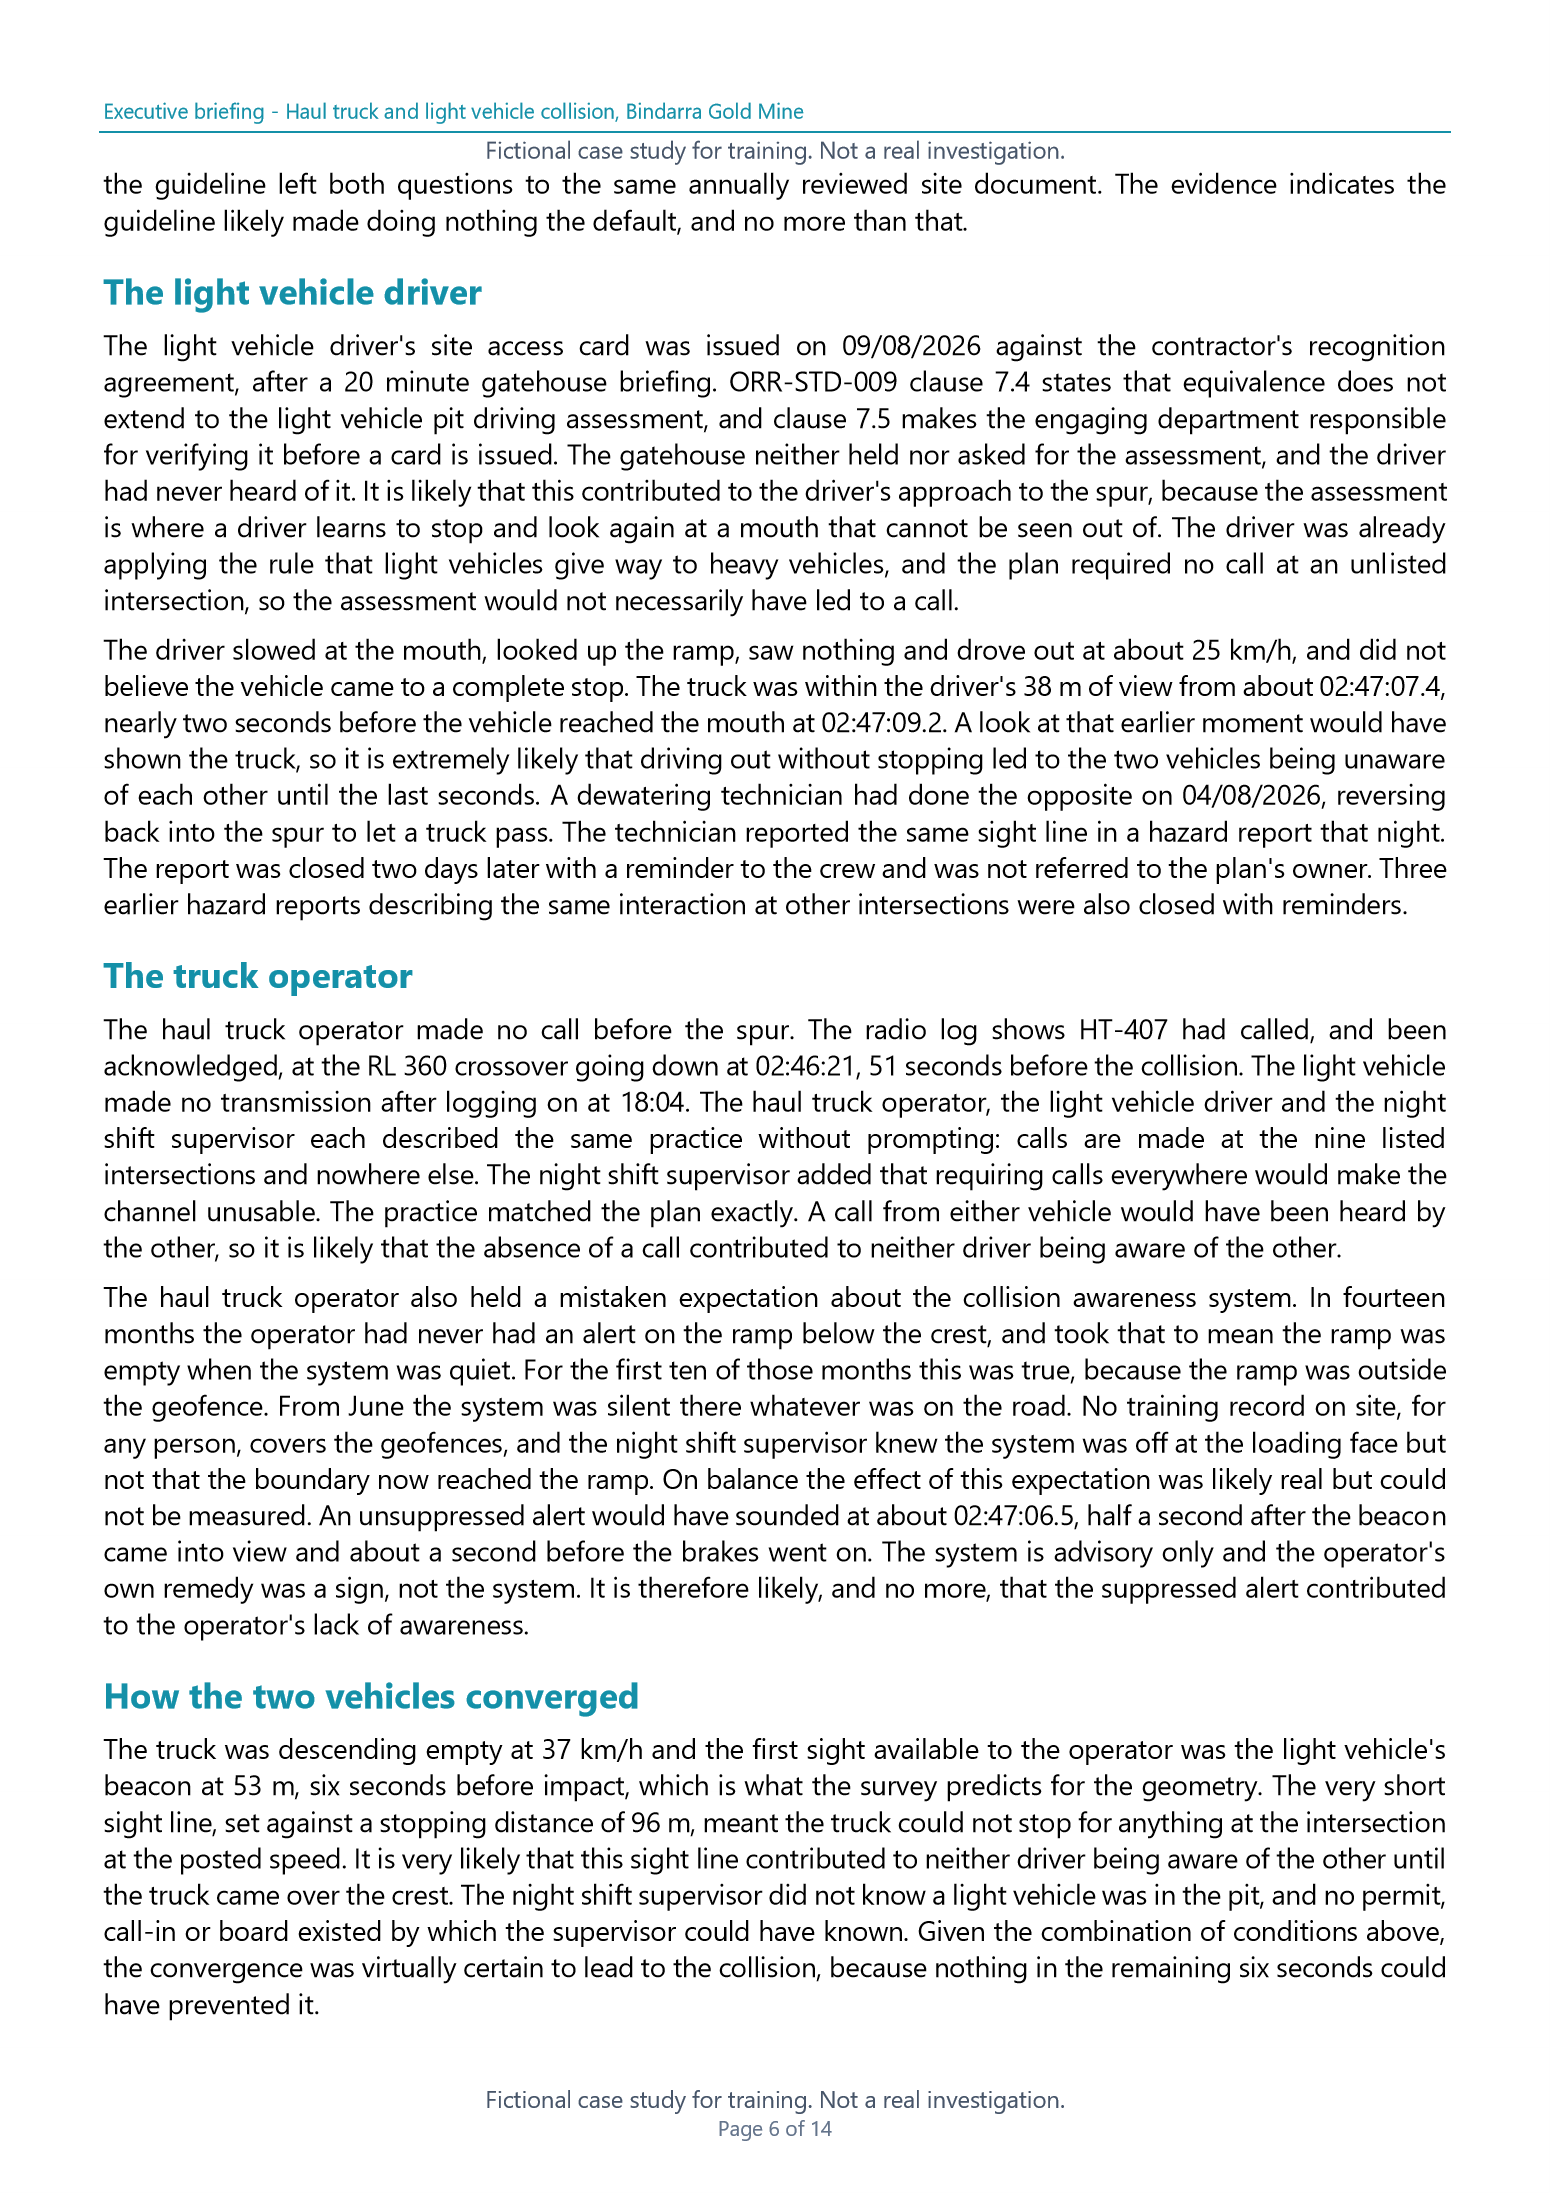 Executive briefing - Haul truck and light vehicle collision, Bindarra Gold Mine
Fictional case study for training. Not a real investigation.
the guideline left both questions to the same annually reviewed site document. The evidence indicates the
guideline likely made doing nothing the default, and no more than that.
The light vehicle driver
The light vehicle driver's site access card was issued on 09/08/2026 against the contractor's recognition
agreement, after a 20 minute gatehouse briefing. ORR-STD-009 clause 7.4 states that equivalence does not
extend to the light vehicle pit driving assessment, and clause 7.5 makes the engaging department responsible
for verifying it before a card is issued. The gatehouse neither held nor asked for the assessment, and the driver
had never heard of it. It is likely that this contributed to the driver's approach to the spur, because the assessment
is where a driver learns to stop and look again at a mouth that cannot be seen out of. The driver was already
applying the rule that light vehicles give way to heavy vehicles, and the plan required no call at an unlisted
intersection, so the assessment would not necessarily have led to a call.
The driver slowed at the mouth, looked up the ramp, saw nothing and drove out at about 25 km/h, and did not
believe the vehicle came to a complete stop. The truck was within the driver's 38 m of view from about 02:47:07.4,
nearly two seconds before the vehicle reached the mouth at 02:47:09.2. A look at that earlier moment would have
shown the truck, so it is extremely likely that driving out without stopping led to the two vehicles being unaware
of each other until the last seconds. A dewatering technician had done the opposite on 04/08/2026, reversing
back into the spur to let a truck pass. The technician reported the same sight line in a hazard report that night.
The report was closed two days later with a reminder to the crew and was not referred to the plan's owner. Three
earlier hazard reports describing the same interaction at other intersections were also closed with reminders.
The truck operator
The haul truck operator made no call before the spur. The radio log shows HT-407 had called, and been
acknowledged, at the RL 360 crossover going down at 02:46:21, 51 seconds before the collision. The light vehicle
made no transmission after logging on at 18:04. The haul truck operator, the light vehicle driver and the night
shift supervisor each described the same practice without prompting: calls are made at the nine listed
intersections and nowhere else. The night shift supervisor added that requiring calls everywhere would make the
channel unusable. The practice matched the plan exactly. A call from either vehicle would have been heard by
the other, so it is likely that the absence of a call contributed to neither driver being aware of the other.
The haul truck operator also held a mistaken expectation about the collision awareness system. In fourteen
months the operator had never had an alert on the ramp below the crest, and took that to mean the ramp was
empty when the system was quiet. For the first ten of those months this was true, because the ramp was outside
the geofence. From June the system was silent there whatever was on the road. No training record on site, for
any person, covers the geofences, and the night shift supervisor knew the system was off at the loading face but
not that the boundary now reached the ramp. On balance the effect of this expectation was likely real but could
not be measured. An unsuppressed alert would have sounded at about 02:47:06.5, half a second after the beacon
came into view and about a second before the brakes went on. The system is advisory only and the operator's
own remedy was a sign, not the system. It is therefore likely, and no more, that the suppressed alert contributed
to the operator's lack of awareness.
How the two vehicles converged
The truck was descending empty at 37 km/h and the first sight available to the operator was the light vehicle's
beacon at 53 m, six seconds before impact, which is what the survey predicts for the geometry. The very short
sight line, set against a stopping distance of 96 m, meant the truck could not stop for anything at the intersection
at the posted speed. It is very likely that this sight line contributed to neither driver being aware of the other until
the truck came over the crest. The night shift supervisor did not know a light vehicle was in the pit, and no permit,
call-in or board existed by which the supervisor could have known. Given the combination of conditions above,
the convergence was virtually certain to lead to the collision, because nothing in the remaining six seconds could
have prevented it.
Fictional case study for training. Not a real investigation.
Page 6 of 14